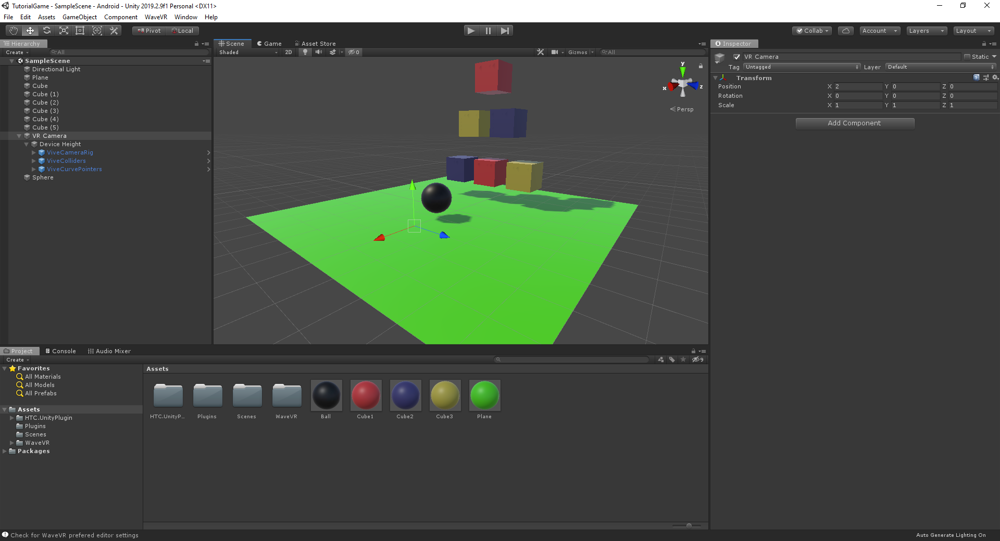 TutorialGame - SampleScene - Android - Unity 2019.2.9f1 Personal <DX11>
File Edit Assets GameObject Component WaveVR Window Help
Pivot Local Collab Account Layers Layout
Hierarchy
Create All
SampleScene
Directional Light
Plane
Cube
Cube (1)
Cube (2)
Cube (3)
Cube (4)
Cube (5)
VR Camera
Device Height
ViveCameraRig
ViveColliders
ViveCurvePointers
Sphere
Scene Game Asset Store
Shaded 2D 0 Gizmos All
y
x z
Persp
Inspector
VR Camera Static
Tag Untagged Layer Default
Transform
Position X 2 Y 0 Z 0
Rotation X 0 Y 0 Z 0
Scale X 1 Y 1 Z 1
Add Component
Project Console Audio Mixer
Create 9
Favorites
All Materials
All Models
All Prefabs
Assets
HTC.UnityPlugin
Plugins
Scenes
WaveVR
Packages
Assets
HTC.UnityP... Plugins Scenes WaveVR Ball Cube1 Cube2 Cube3 Plane
Check for WaveVR prefered editor settings
Auto Generate Lighting On